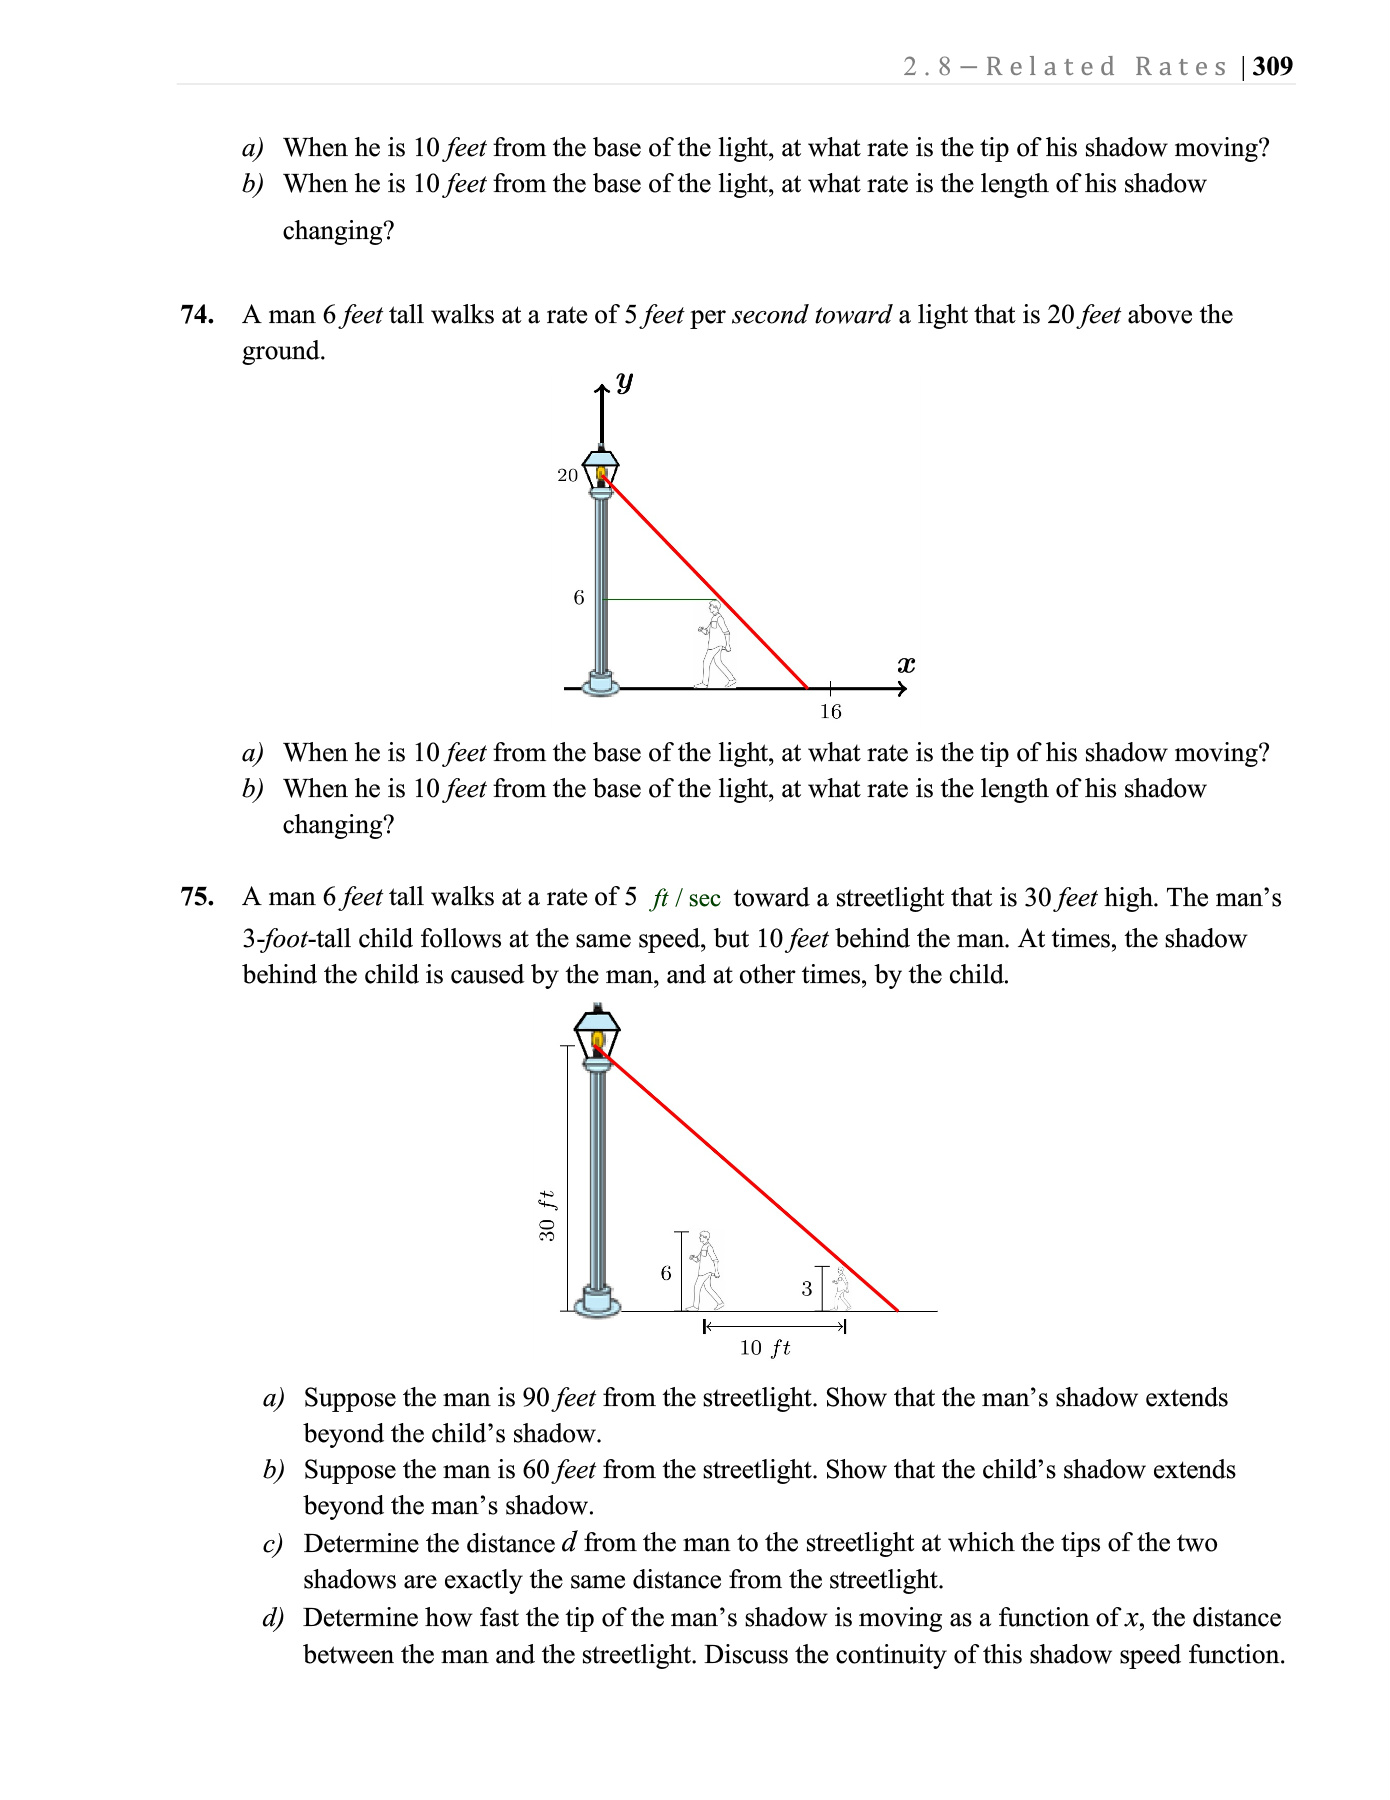 2.8 – Related Rates | 309
a) When he is 10 feet from the base of the light, at what rate is the tip of his shadow moving?
b) When he is 10 feet from the base of the light, at what rate is the length of his shadow
changing?
74. A man 6 feet tall walks at a rate of 5 feet per second toward a light that is 20 feet above the
ground.
y
20
6
x
16
a) When he is 10 feet from the base of the light, at what rate is the tip of his shadow moving?
b) When he is 10 feet from the base of the light, at what rate is the length of his shadow
changing?
75. A man 6 feet tall walks at a rate of 5 ft / sec toward a streetlight that is 30 feet high. The man’s
3-foot-tall child follows at the same speed, but 10 feet behind the man. At times, the shadow
behind the child is caused by the man, and at other times, by the child.
30 ft
6
3
10 ft
a) Suppose the man is 90 feet from the streetlight. Show that the man’s shadow extends
beyond the child’s shadow.
b) Suppose the man is 60 feet from the streetlight. Show that the child’s shadow extends
beyond the man’s shadow.
c) Determine the distance d from the man to the streetlight at which the tips of the two
shadows are exactly the same distance from the streetlight.
d) Determine how fast the tip of the man’s shadow is moving as a function of x, the distance
between the man and the streetlight. Discuss the continuity of this shadow speed function.